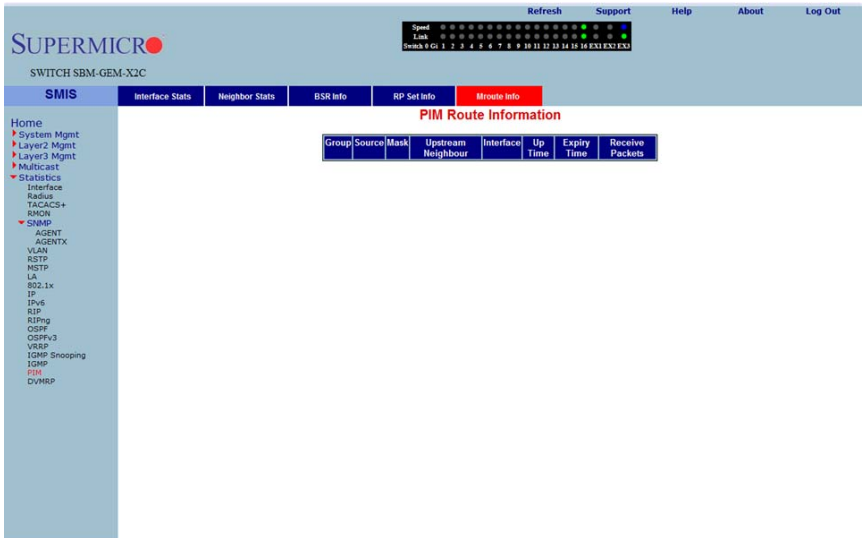 Refresh Support Help About Log Out
Speed
Link
Switch 0 Gi 1 2 3 4 5 6 7 8 9 10 11 12 13 14 15 16 EX1 EX2 EX3
SUPERMICRO
SWITCH SBM-GEM-X2C
SMIS
Interface Stats Neighbor Stats BSR Info RP Set Info Mroute Info
PIM Route Information
Group Source Mask Upstream Neighbour Interface Up Time Expiry Time Receive Packets
Home
System Mgmt
Layer2 Mgmt
Layer3 Mgmt
Multicast
Statistics
Interface
Radius
TACACS+
RMON
SNMP
AGENT
AGENTX
VLAN
RSTP
MSTP
LA
802.1x
IP
IPv6
RIP
RIPng
OSPF
OSPFv3
VRRP
IGMP Snooping
IGMP
PIM
DVMRP